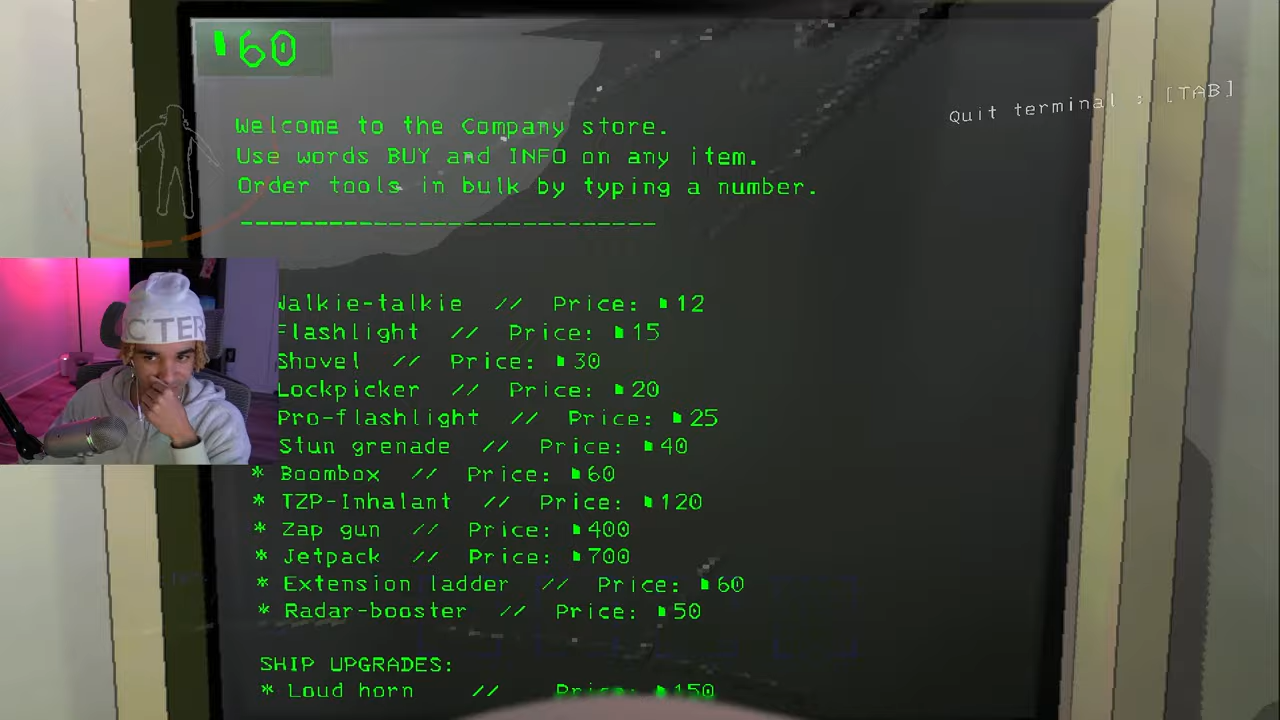 ▮60
Quit terminal : [TAB]
Welcome to the Company store.
Use words BUY and INFO on any item.
Order tools in bulk by typing a number.
----------------------------
Walkie-talkie // Price: ▮12
Flashlight // Price: ▮15
Shovel // Price: ▮30
Lockpicker // Price: ▮20
Pro-flashlight // Price: ▮25
Stun grenade // Price: ▮40
* Boombox // Price: ▮60
* TZP-Inhalant // Price: ▮120
* Zap gun // Price: ▮400
* Jetpack // Price: ▮700
* Extension ladder // Price: ▮60
* Radar-booster // Price: ▮50
SHIP UPGRADES:
* Loud horn // Price: ▮150